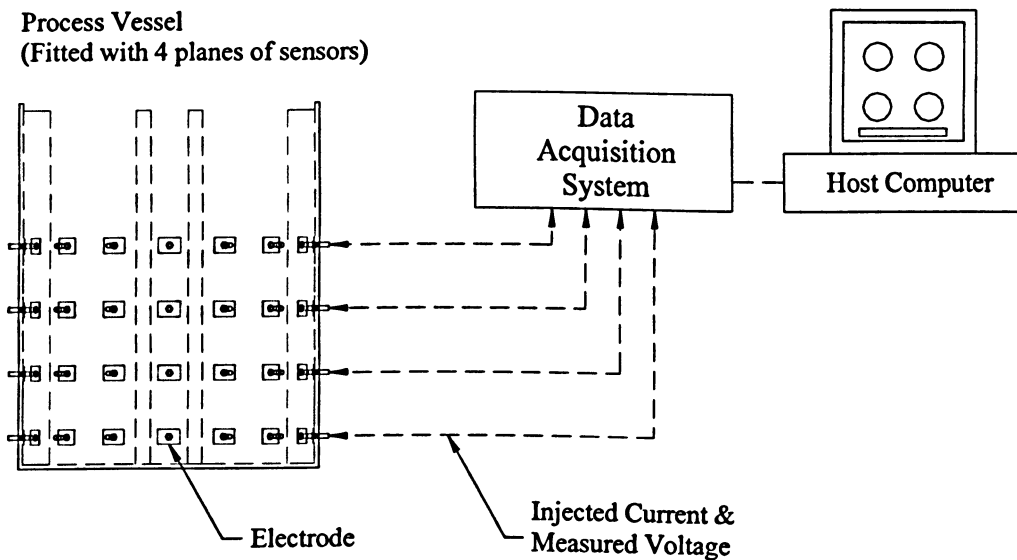 Process Vessel
(Fitted with 4 planes of sensors)
Data
Acquisition
System
Host Computer
Electrode
Injected Current &
Measured Voltage